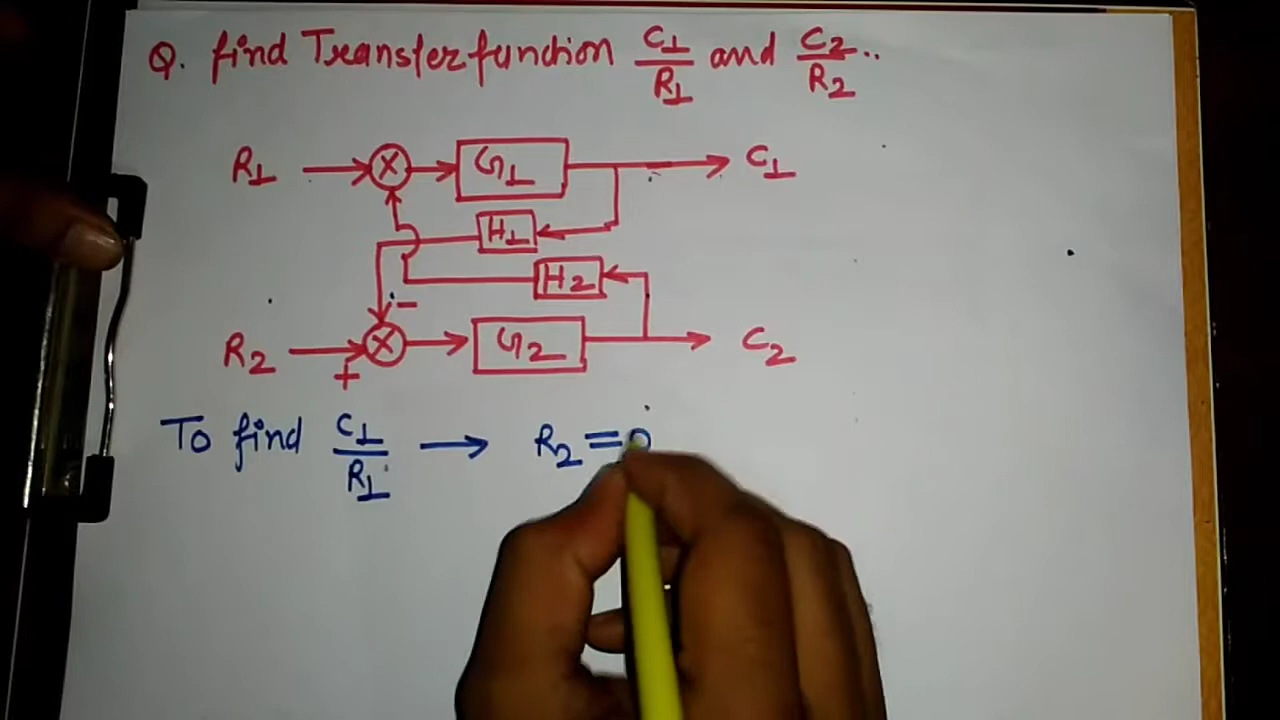 Q. find Transfer function C1/R1 and C2/R2..
R1 × G1 C1
H1
H2
−
R2 × G2 C2
+
To find C1/R1 → R2 = 0